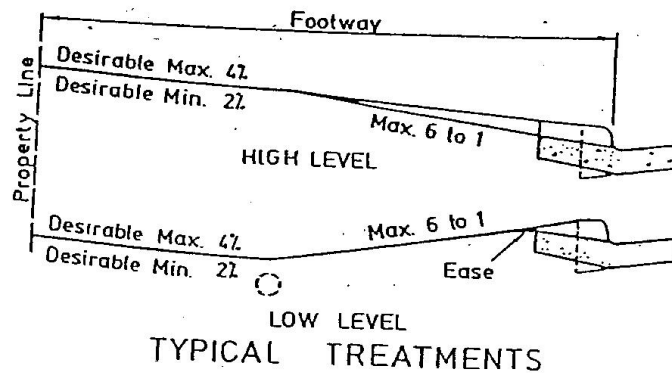 Footway
Property Line
Desirable Max. 4%
Desirable Min. 2%
Max. 6 to 1
HIGH LEVEL
Desirable Max. 4%
Desirable Min. 2%
Max. 6 to 1
Ease
LOW LEVEL
TYPICAL TREATMENTS